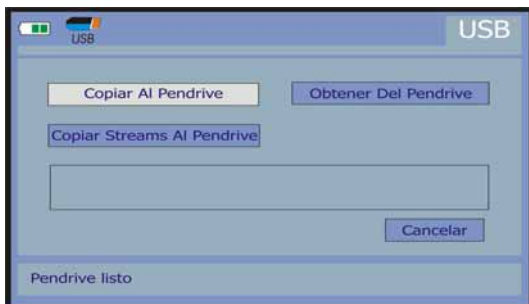 USB
USB
Copiar Al Pendrive
Obtener Del Pendrive
Copiar Streams Al Pendrive
Cancelar
Pendrive listo